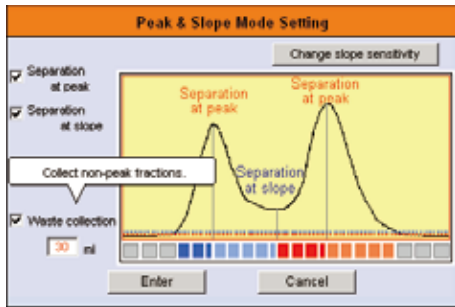 Peak & Slope Mode Setting
Change slope sensitivity
Separation
at peak
Separation
at slope
Collect non-peak fractions.
Waste collection
30 ml
Separation
at peak
Separation
at peak
Separation
at slope
Enter
Cancel